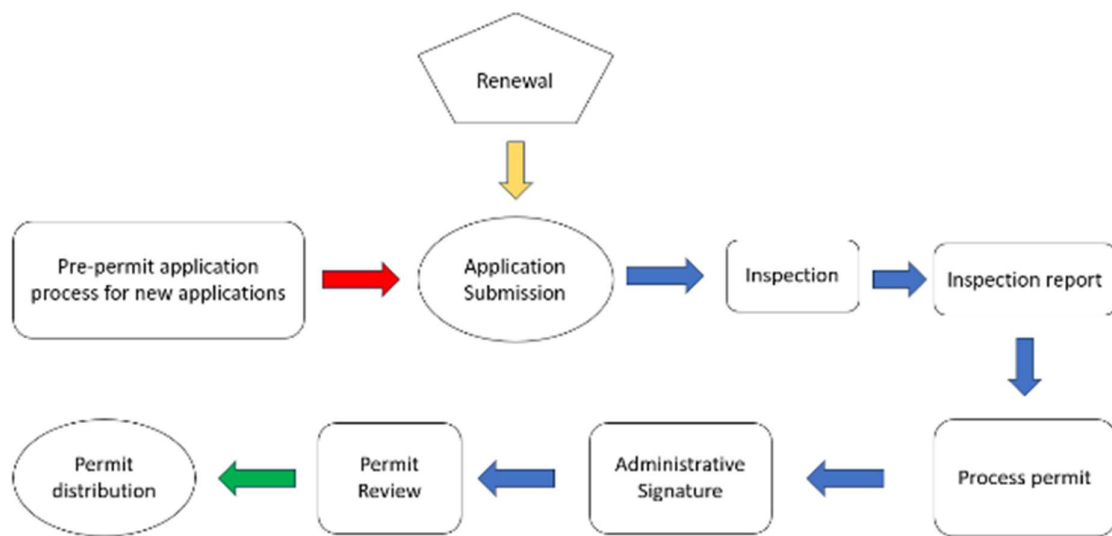 Renewal
Pre-permit application
process for new applications
Application
Submission
Inspection
Inspection report
Process permit
Administrative
Signature
Permit
Review
Permit
distribution